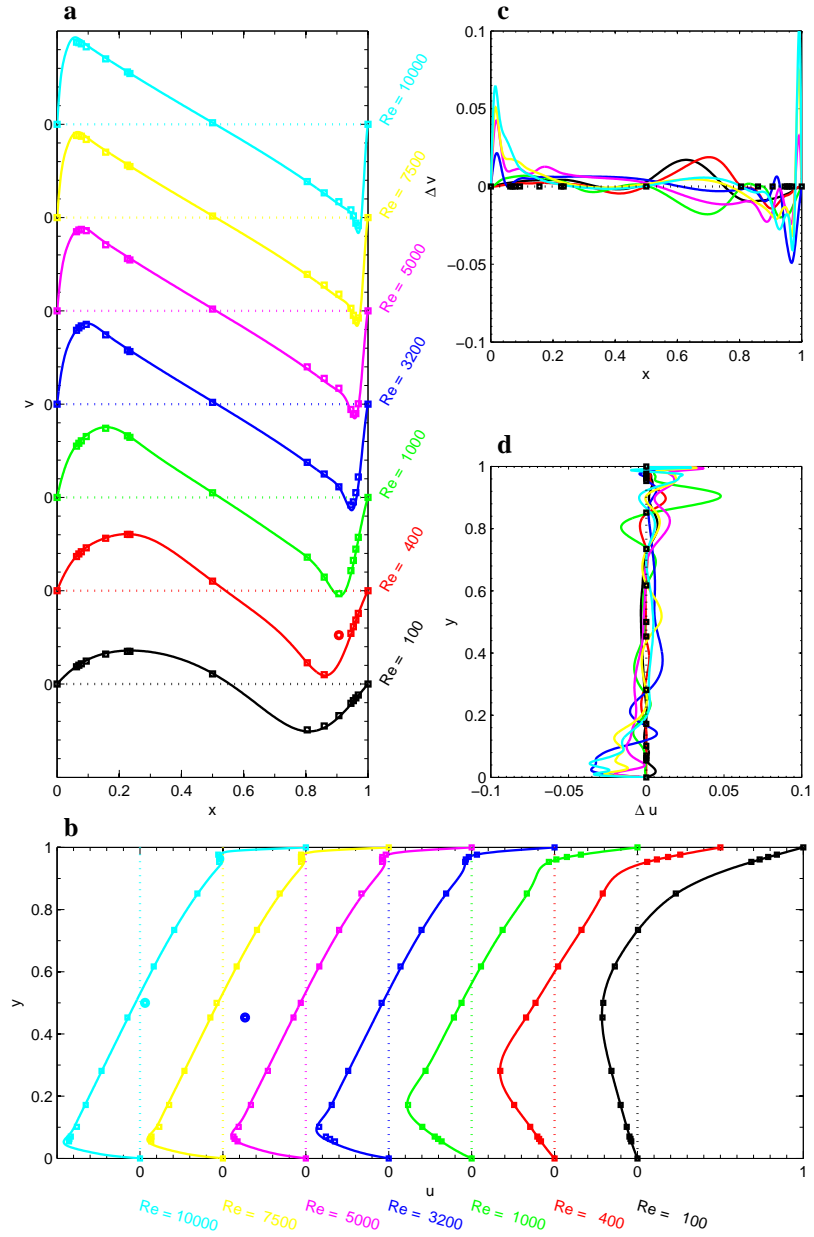 a
Re = 10000
0
Re = 7500
0
Re = 5000
0
Re = 3200
v
0
Re = 1000
0
Re = 400
0
Re = 100
0
0 0.2 0.4 0.6 0.8 1
x
c
0.1
0.05
0
−0.05
−0.1
Δ v
0 0.2 0.4 0.6 0.8 1
x
d
1
0.8
0.6
0.4
0.2
0
y
−0.1 −0.05 0 0.05 0.1
Δ u
b
1
0.8
0.6
0.4
0.2
0
y
0 0 0 0 0 0 0 1
u
Re = 10000
Re = 7500
Re = 5000
Re = 3200
Re = 1000
Re = 400
Re = 100